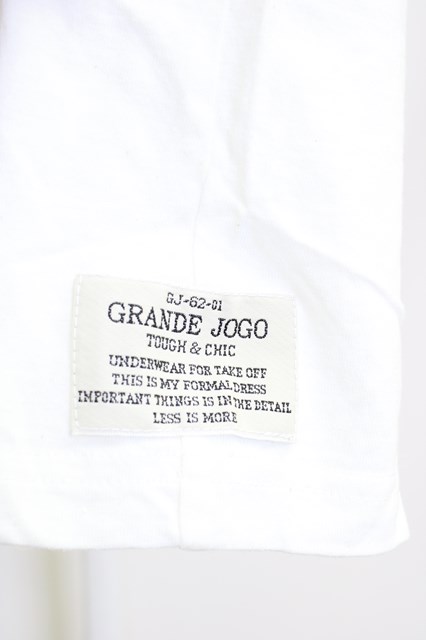 GJ-62-01
GRANDE JOGO
TOUGH & CHIC
UNDERWEAR FOR TAKE OFF
THIS IS MY FORMAL DRESS
IMPORTANT THINGS IS IN THE DETAIL
LESS IS MORE